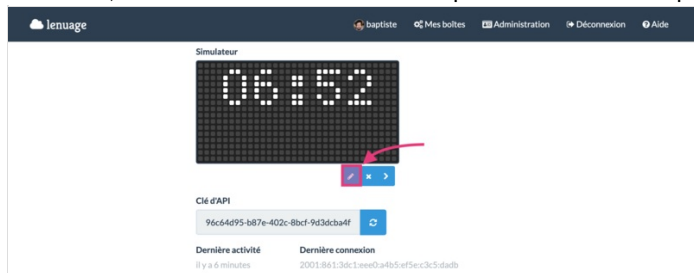 lenuage baptiste Mes boîtes Administration Déconnexion Aide
Simulateur
06:52
Clé d'API
96c64d95-b87e-402c-8bcf-9d3dcba4f
Dernière activité Dernière connexion
il y a 6 minutes 2001:861:3dc1:eee0:a4b5:ef5e:c3c5:dadb